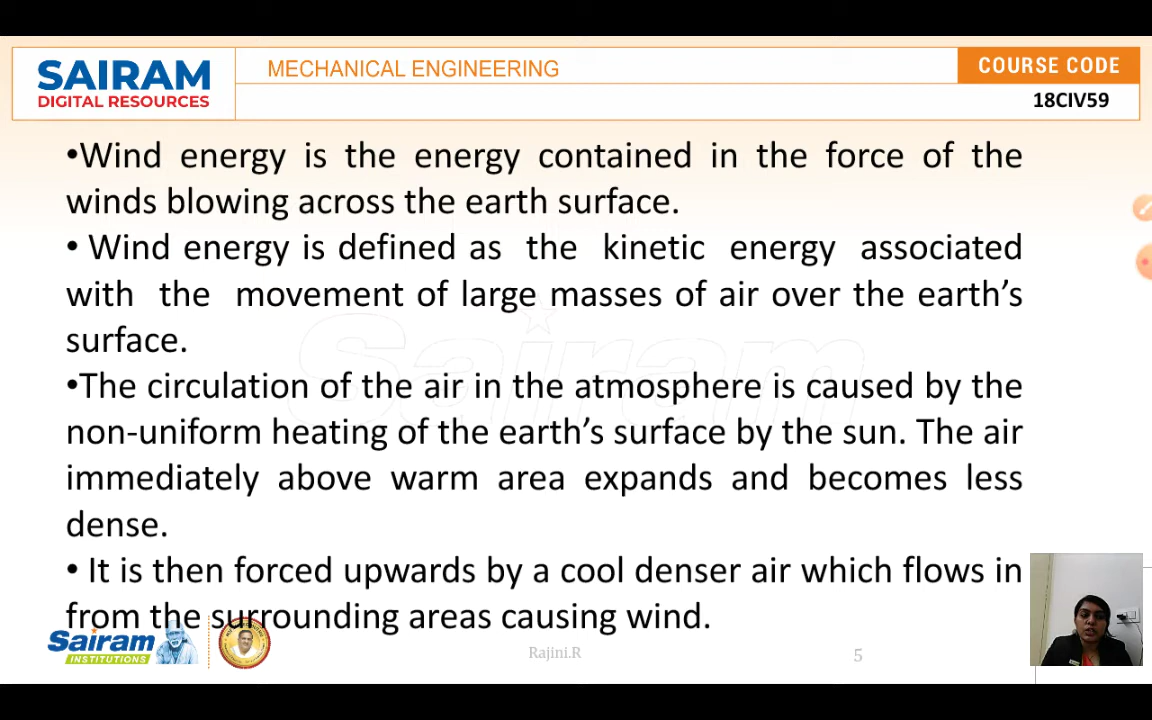 SAIRAM
DIGITAL RESOURCES
MECHANICAL ENGINEERING
COURSE CODE
18CIV59
•Wind energy is the energy contained in the force of the
winds blowing across the earth surface.
• Wind energy is defined as the kinetic energy associated
with the movement of large masses of air over the earth’s
surface.
•The circulation of the air in the atmosphere is caused by the
non-uniform heating of the earth’s surface by the sun. The air
immediately above warm area expands and becomes less
dense.
• It is then forced upwards by a cool denser air which flows in
from the surrounding areas causing wind.
Sairam
Sairam
INSTITUTIONS
Rajini.R
5